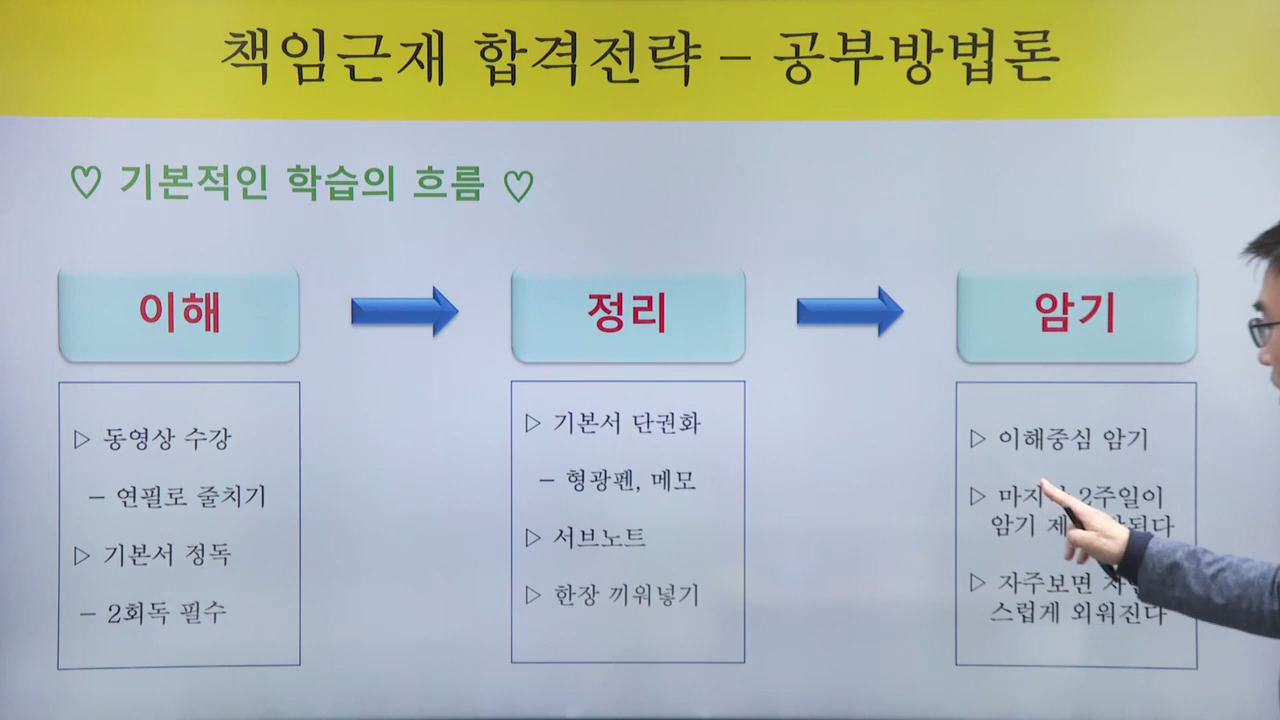 책임근재 합격전략 – 공부방법론
♡ 기본적인 학습의 흐름 ♡
이해
▷ 동영상 수강
– 연필로 줄치기
▷ 기본서 정독
– 2회독 필수
정리
▷ 기본서 단권화
– 형광펜, 메모
▷ 서브노트
▷ 한장 끼워넣기
암기
▷ 이해중심 암기
▷ 2주일이
암기
▷ 자주보면
스럽게 외워진다